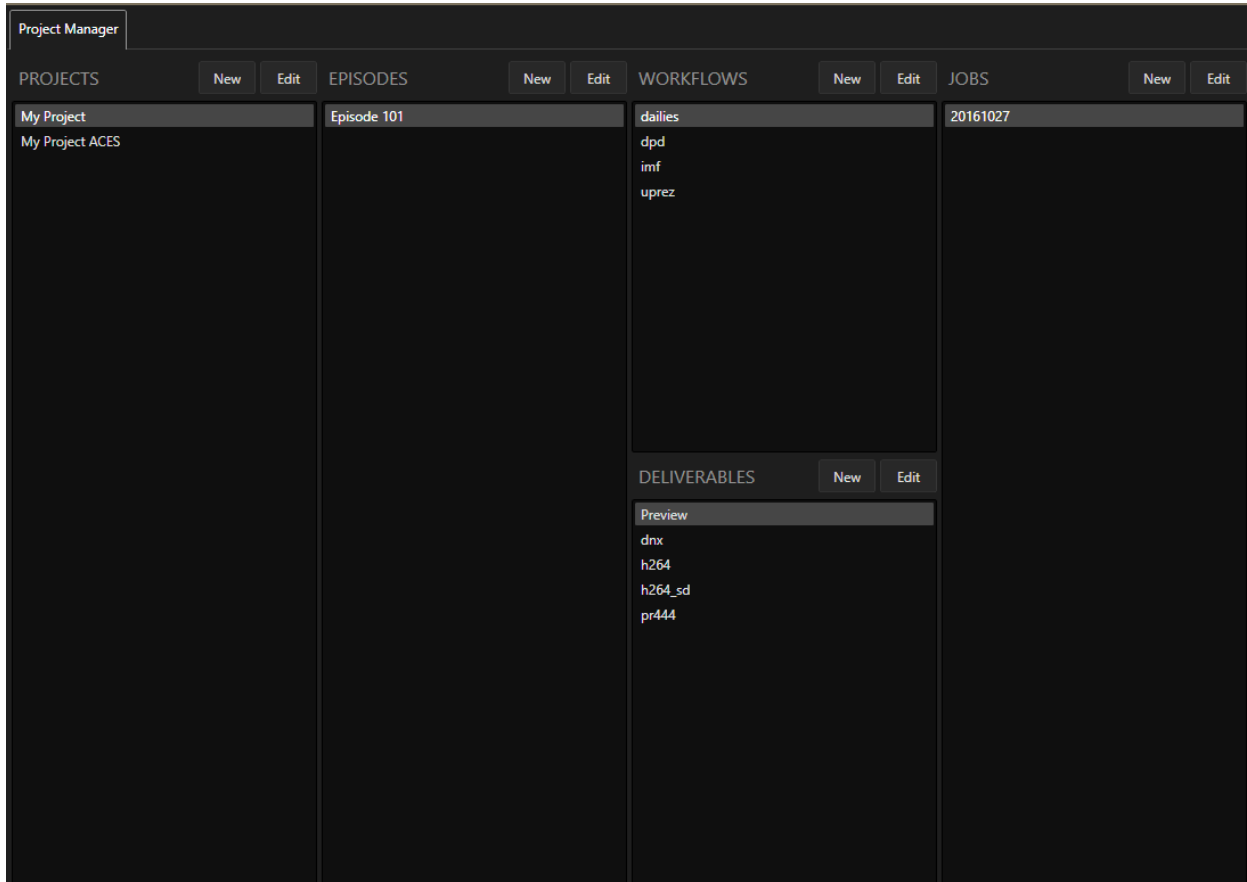 Project Manager
PROJECTS New Edit EPISODES New Edit WORKFLOWS New Edit JOBS New Edit
My Project Episode 101 dailies 20161027
My Project ACES dpd
imf
uprez
DELIVERABLES New Edit
Preview
dnx
h264
h264_sd
pr444